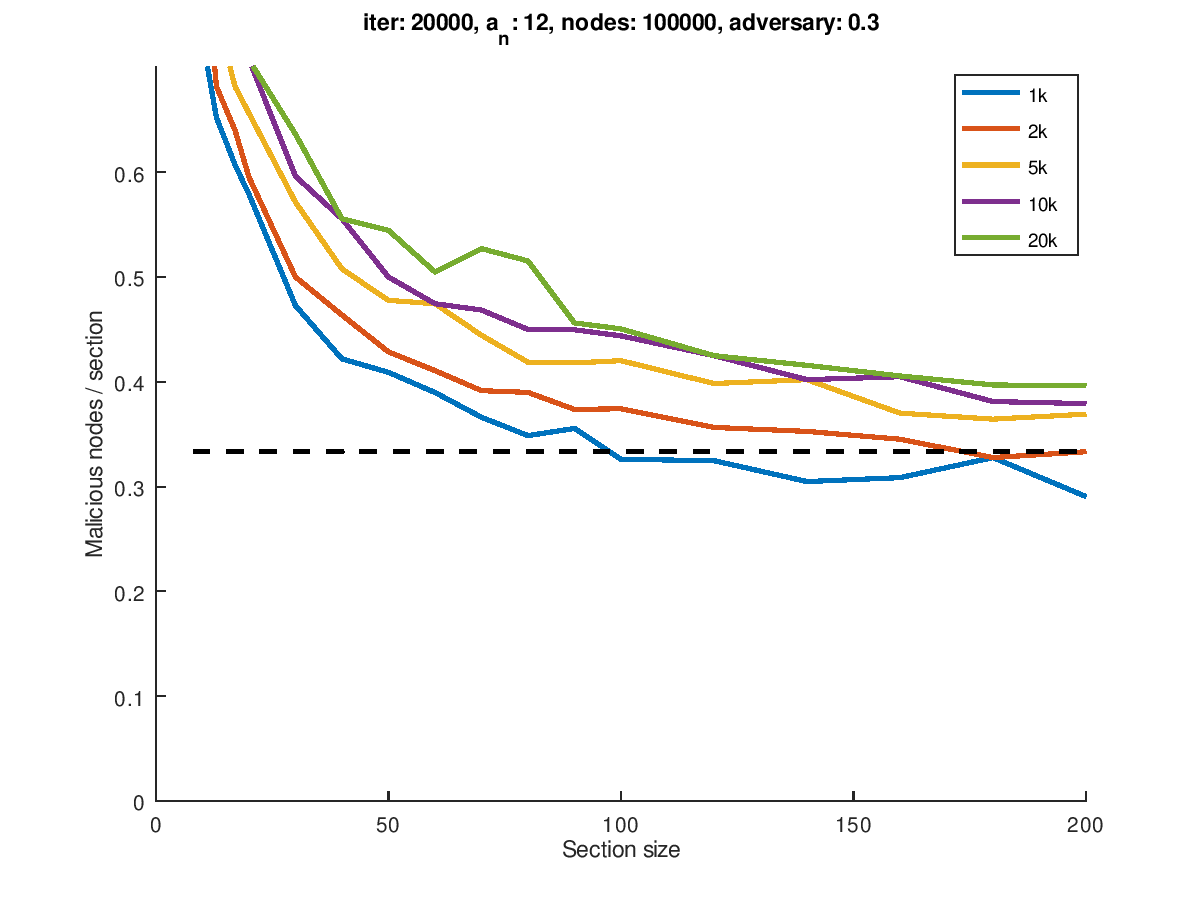 iter: 20000, an: 12, nodes: 100000, adversary: 0.3
1k
2k
5k
10k
20k
0.6
0.5
0.4
0.3
0.2
0.1
0
Malicious nodes / section
0
50
100
150
200
Section size